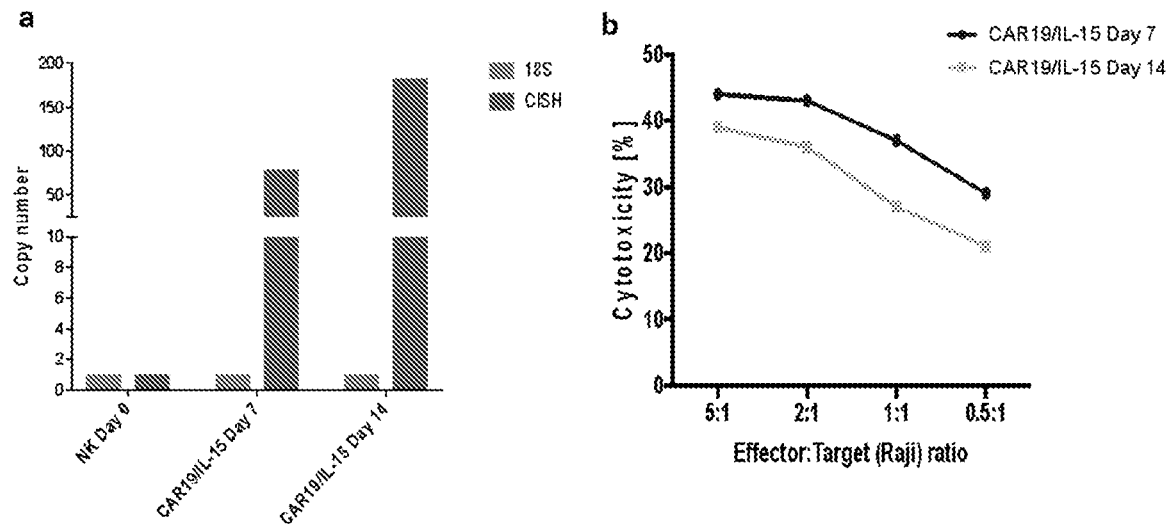 a
200
150
100
50
10
8
6
4
2
0
Copy number
18S
CISH
NK Day 0
CAR19/IL-15 Day 7
CAR19/IL-15 Day 14
b
CAR19/IL-15 Day 7
CAR19/IL-15 Day 14
50
40
30
20
10
0
Cytotoxicity [%]
5:1
2:1
1:1
0.5:1
Effector:Target (Raji) ratio